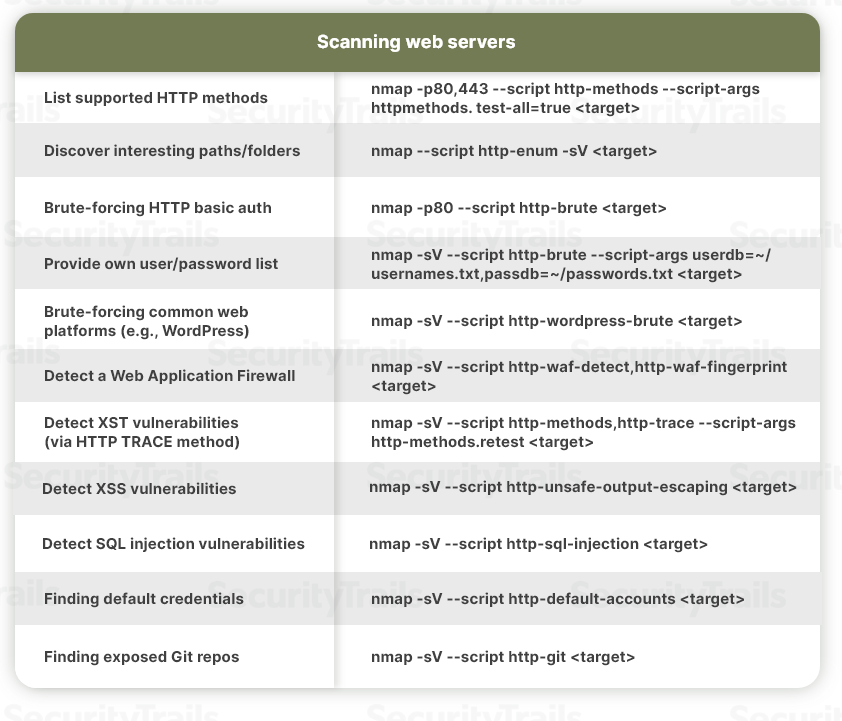 Scanning web servers
List supported HTTP methods
nmap -p80,443 --script http-methods --script-args
httpmethods. test-all=true <target>
Discover interesting paths/folders
nmap --script http-enum -sV <target>
Brute-forcing HTTP basic auth
nmap -p80 --script http-brute <target>
Provide own user/password list
nmap -sV --script http-brute --script-args userdb=~/
usernames.txt,passdb=~/passwords.txt <target>
Brute-forcing common web
platforms (e.g., WordPress)
nmap -sV --script http-wordpress-brute <target>
Detect a Web Application Firewall
nmap -sV --script http-waf-detect,http-waf-fingerprint
<target>
Detect XST vulnerabilities
(via HTTP TRACE method)
nmap -sV --script http-methods,http-trace --script-args
http-methods.retest <target>
Detect XSS vulnerabilities
nmap -sV --script http-unsafe-output-escaping <target>
Detect SQL injection vulnerabilities
nmap -sV --script http-sql-injection <target>
Finding default credentials
nmap -sV --script http-default-accounts <target>
Finding exposed Git repos
nmap -sV --script http-git <target>
SecurityTrails